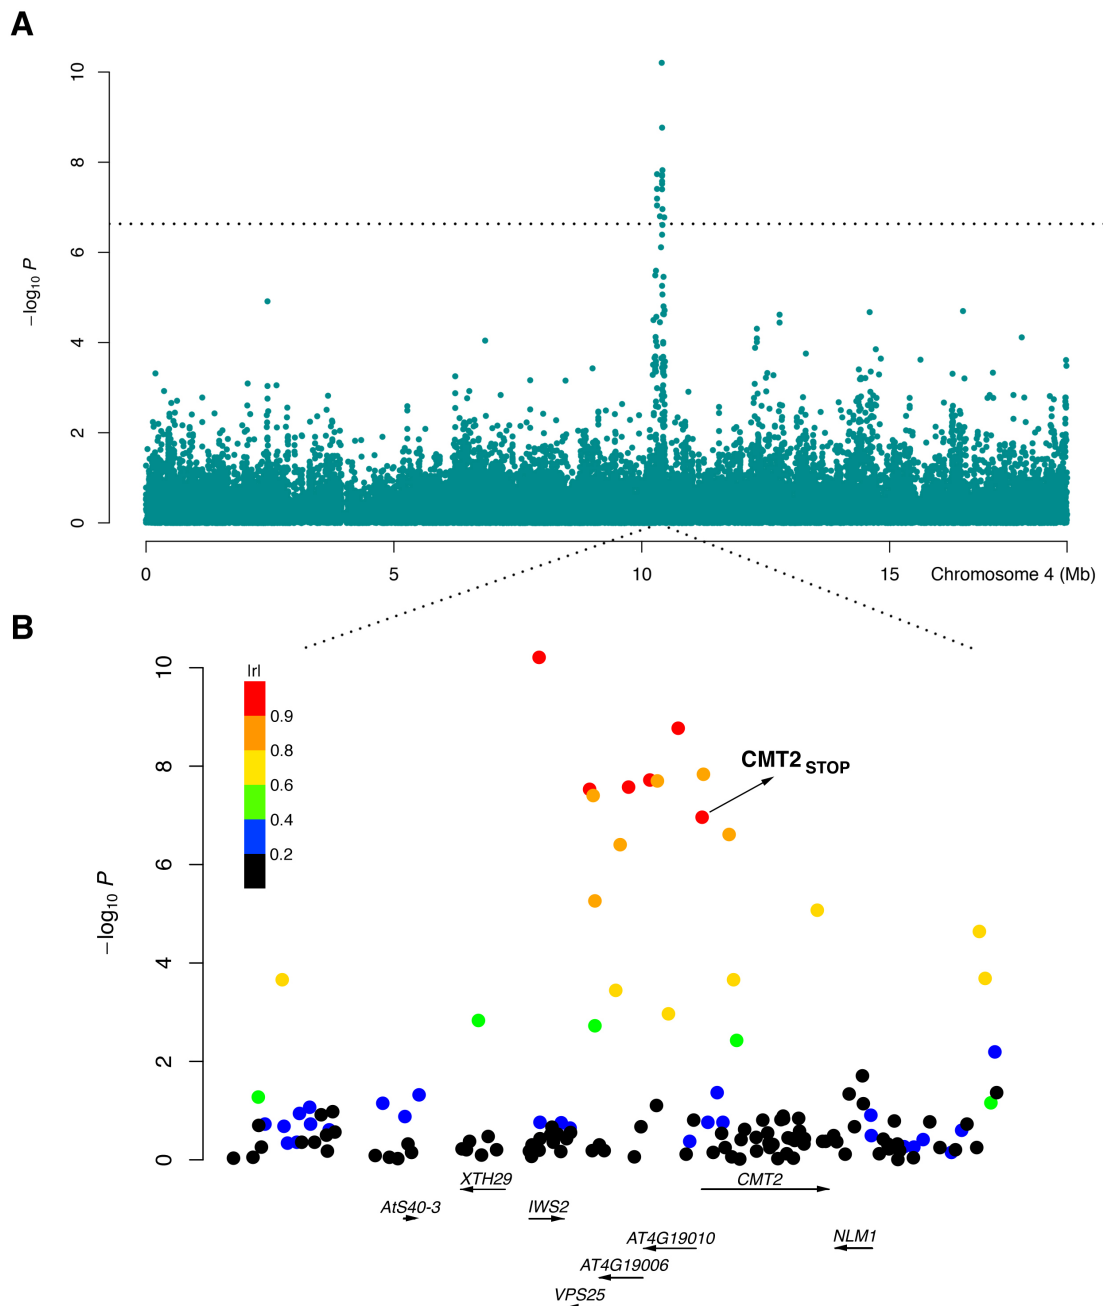 A
10
8
6
4
2
0
−log10 P
0 5 10 15 Chromosome 4 (Mb)
B
|r|
0.9
0.8
0.6
0.4
0.2
10
8
6
4
2
0
−log10 P
CMT2 STOP
XTH29 CMT2
AtS40-3 IWS2
AT4G19010 NLM1
AT4G19006
VPS25